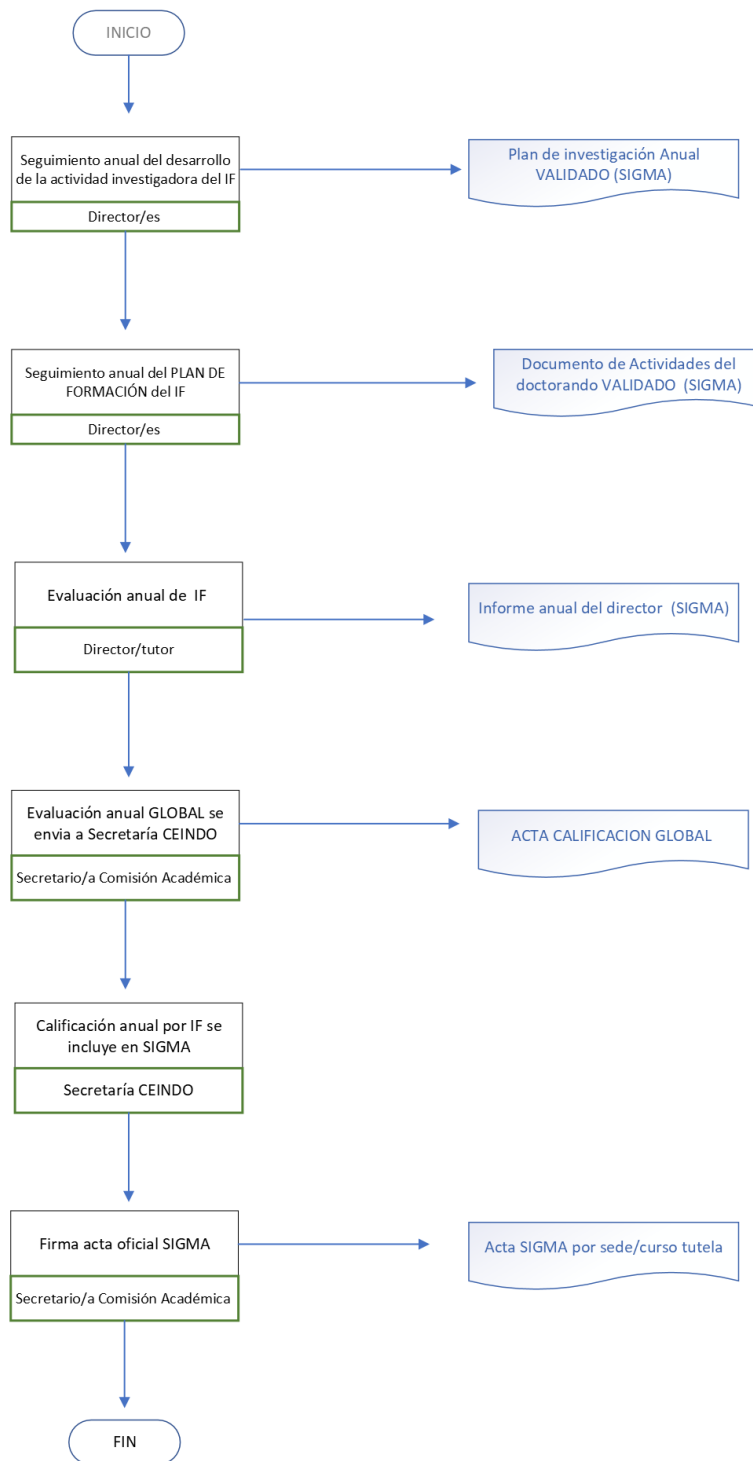 INICIO
Seguimiento anual del desarrollo
de la actividad investigadora del IF
Director/es
Plan de investigación Anual
VALIDADO (SIGMA)
Seguimiento anual del PLAN DE
FORMACIÓN del IF
Director/es
Documento de Actividades del
doctorando VALIDADO (SIGMA)
Evaluación anual de IF
Director/tutor
Informe anual del director (SIGMA)
Evaluación anual GLOBAL se
envia a Secretaría CEINDO
Secretario/a Comisión Académica
ACTA CALIFICACION GLOBAL
Calificación anual por IF se
incluye en SIGMA
Secretaría CEINDO
Firma acta oficial SIGMA
Secretario/a Comisión Académica
Acta SIGMA por sede/curso tutela
FIN